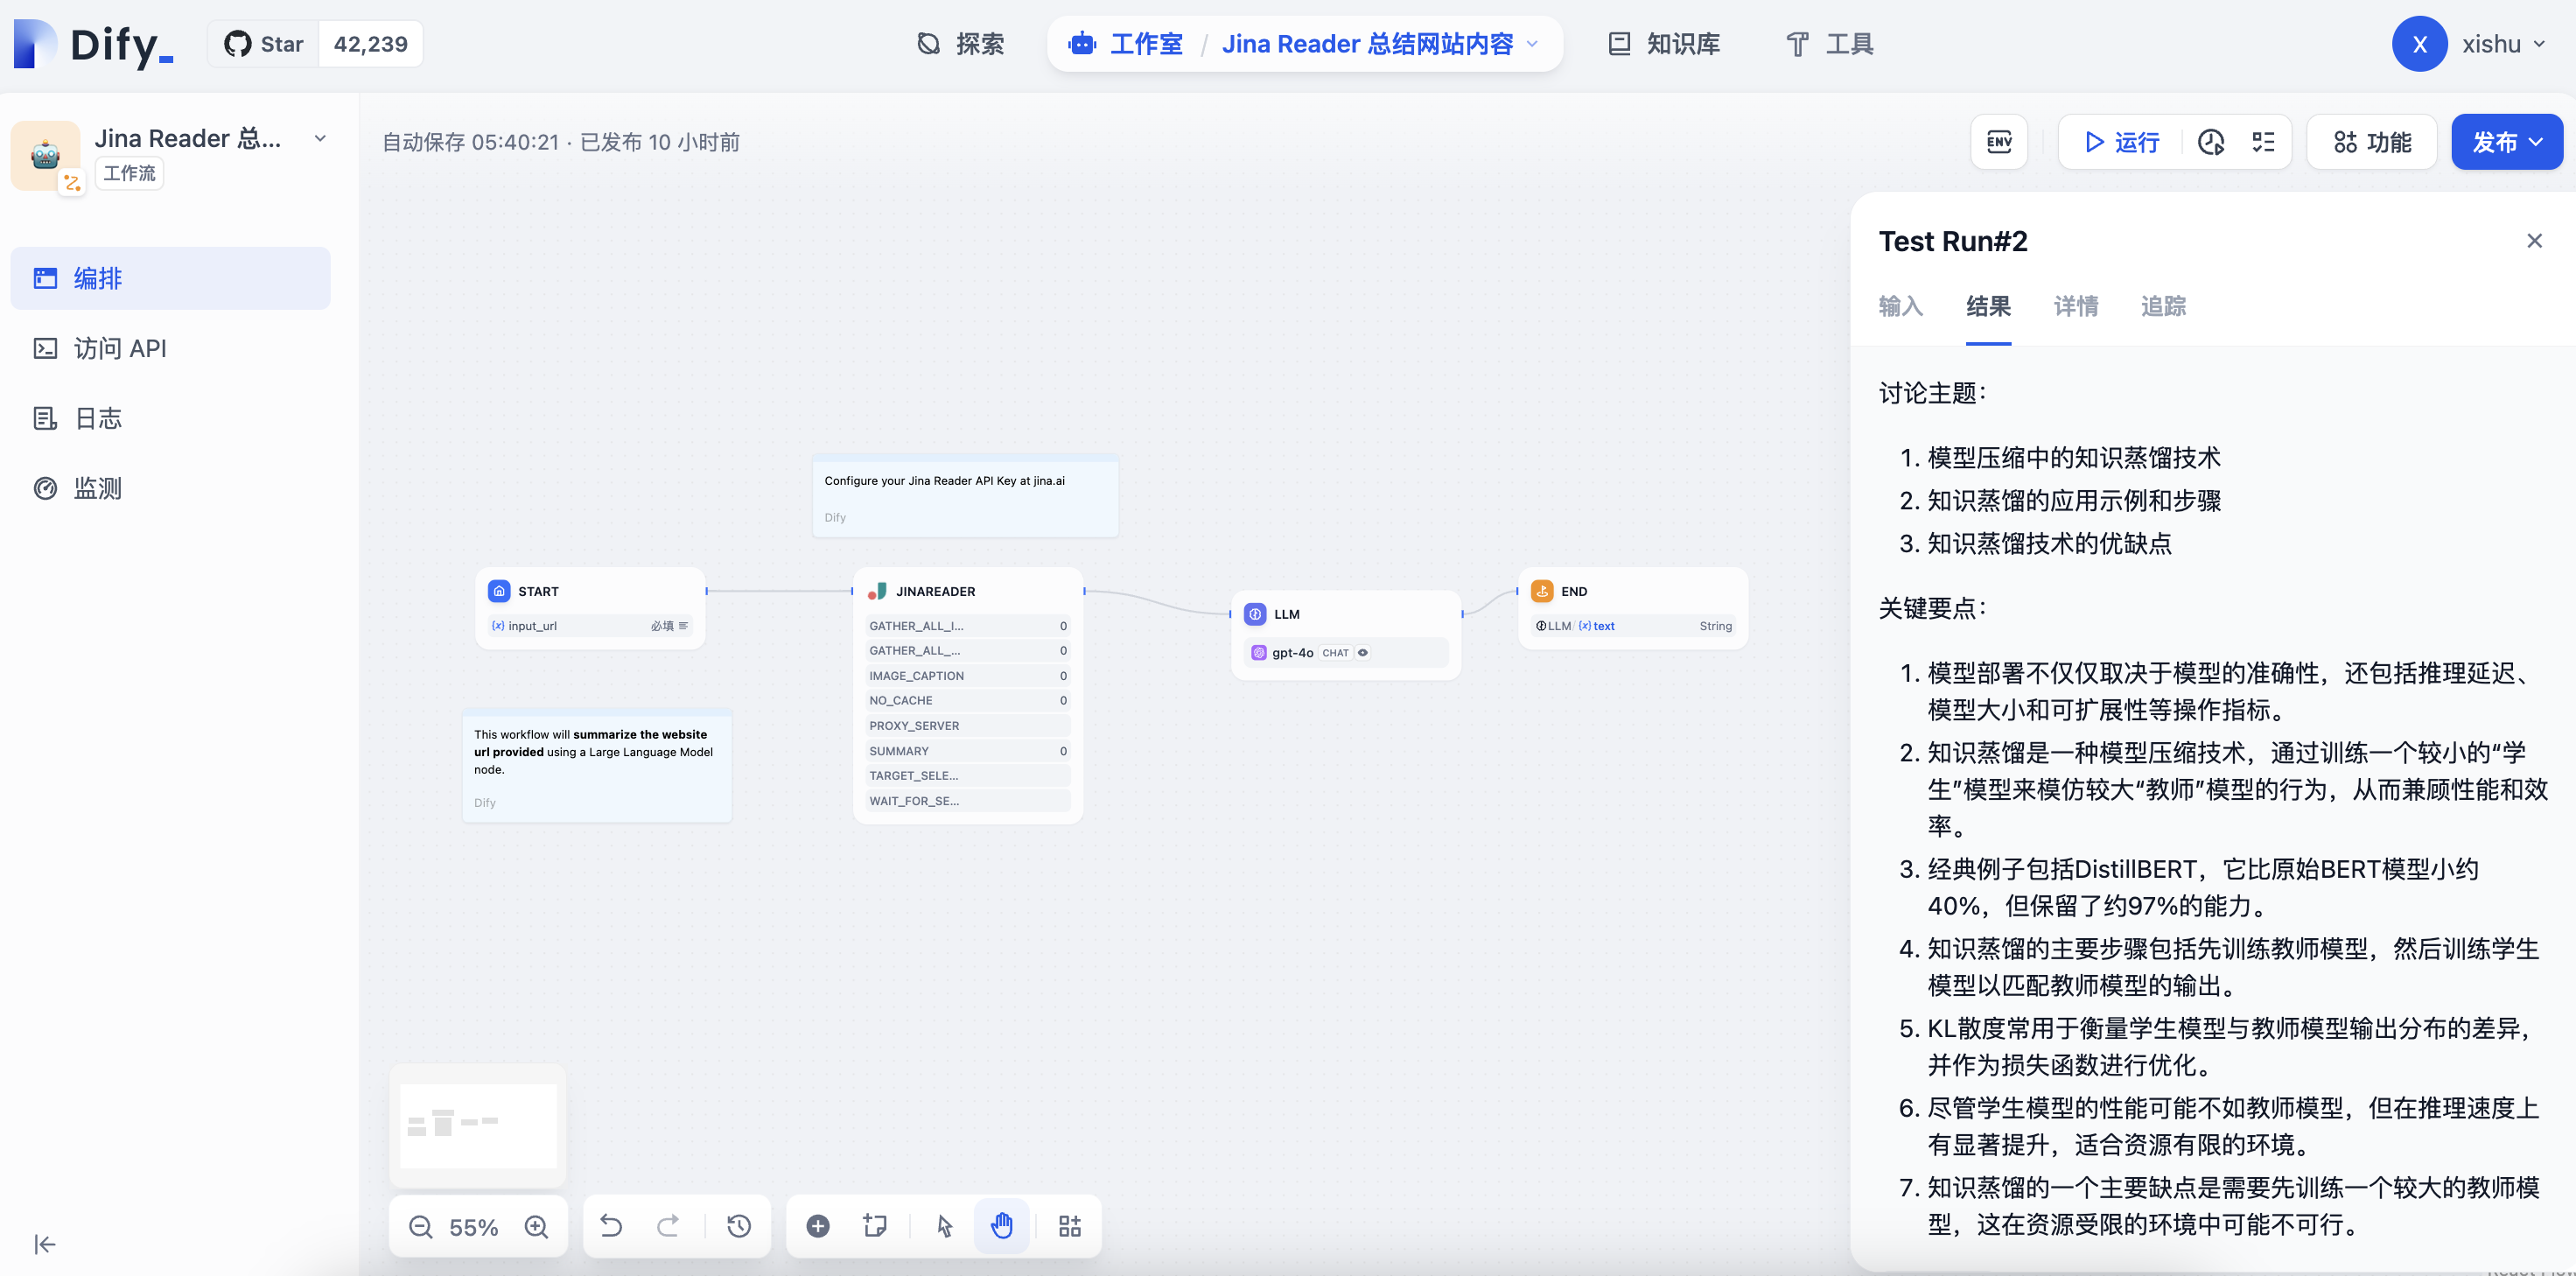 Dify_
Star 42,239
探索
工作室 / Jina Reader 总结网站内容
知识库
工具
X xishu
Jina Reader 总...
工作流
编排
访问 API
日志
监测
自动保存 05:40:21 · 已发布 10 小时前
ENV
运行
功能
发布
Configure your Jina Reader API Key at jina.ai
Dify
START
(x) input_url 必填
This workflow will summarize the website
url provided using a Large Language Model
node.
Dify
JINAREADER
GATHER_ALL_I... 0
GATHER_ALL_... 0
IMAGE_CAPTION 0
NO_CACHE 0
PROXY_SERVER
SUMMARY 0
TARGET_SELE...
WAIT_FOR_SE...
LLM
gpt-4o CHAT
END
LLM / (x) text String
55%
Test Run#2
输入 结果 详情 追踪
讨论主题：
1. 模型压缩中的知识蒸馏技术
2. 知识蒸馏的应用示例和步骤
3. 知识蒸馏技术的优缺点
关键要点：
1. 模型部署不仅仅取决于模型的准确性，还包括推理延迟、
模型大小和可扩展性等操作指标。
2. 知识蒸馏是一种模型压缩技术，通过训练一个较小的“学
生”模型来模仿较大“教师”模型的行为，从而兼顾性能和效
率。
3. 经典例子包括DistillBERT，它比原始BERT模型小约
40%，但保留了约97%的能力。
4. 知识蒸馏的主要步骤包括先训练教师模型，然后训练学生
模型以匹配教师模型的输出。
5. KL散度常用于衡量学生模型与教师模型输出分布的差异，
并作为损失函数进行优化。
6. 尽管学生模型的性能可能不如教师模型，但在推理速度上
有显著提升，适合资源有限的环境。
7. 知识蒸馏的一个主要缺点是需要先训练一个较大的教师模
型，这在资源受限的环境中可能不可行。